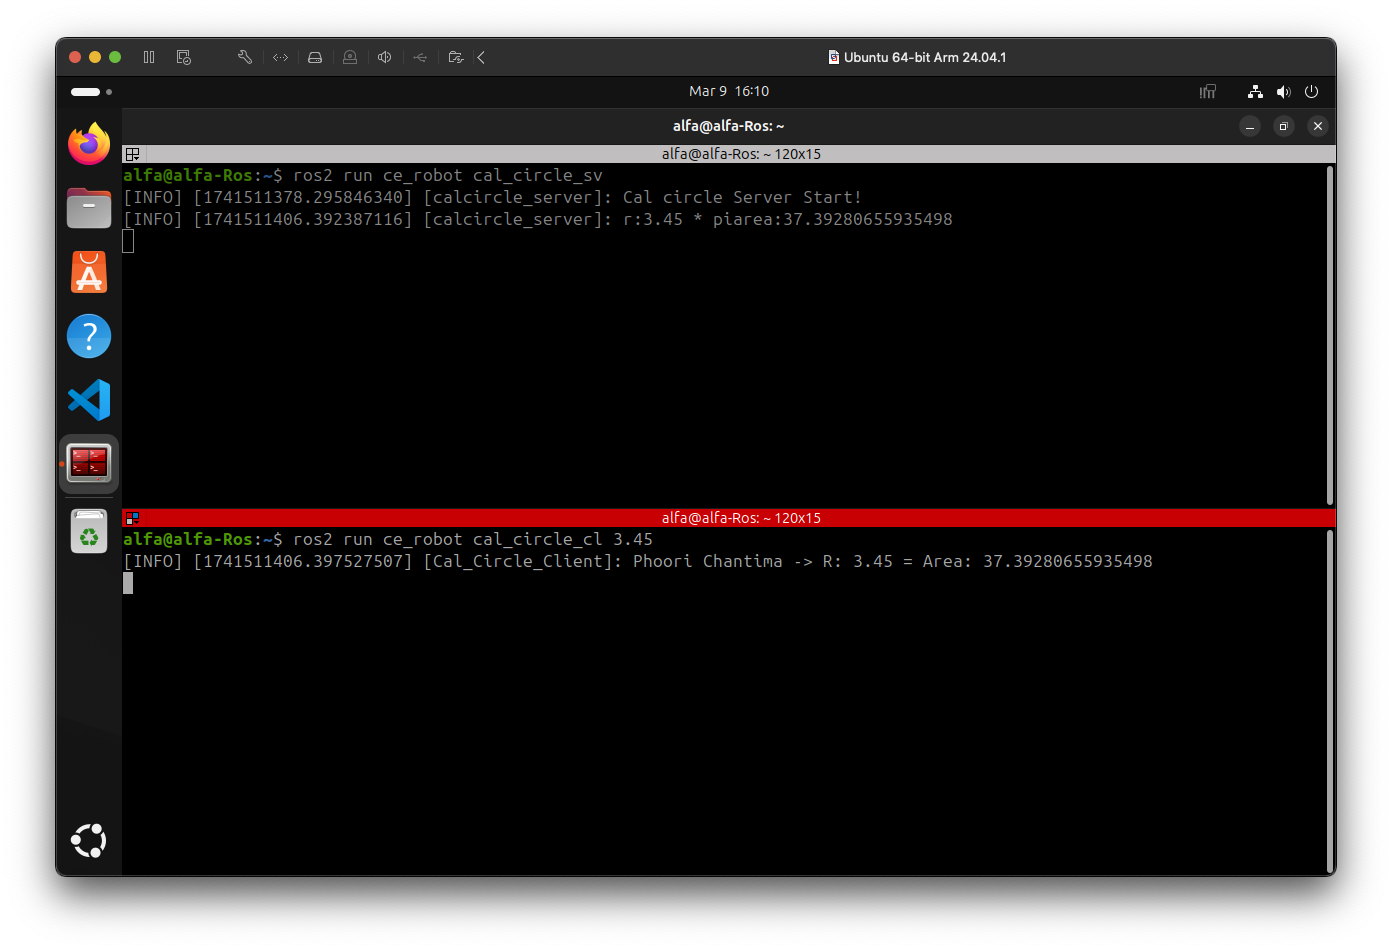 Ubuntu 64-bit Arm 24.04.1
Mar 9 16:10
alfa@alfa-Ros: ~
alfa@alfa-Ros: ~ 120x15
alfa@alfa-Ros:~$ ros2 run ce_robot cal_circle_sv
[INFO] [1741511378.295846340] [calcircle_server]: Cal circle Server Start!
[INFO] [1741511406.392387116] [calcircle_server]: r:3.45 * piarea:37.39280655935498
alfa@alfa-Ros: ~ 120x15
alfa@alfa-Ros:~$ ros2 run ce_robot cal_circle_cl 3.45
[INFO] [1741511406.397527507] [Cal_Circle_Client]: Phoori Chantima -> R: 3.45 = Area: 37.39280655935498